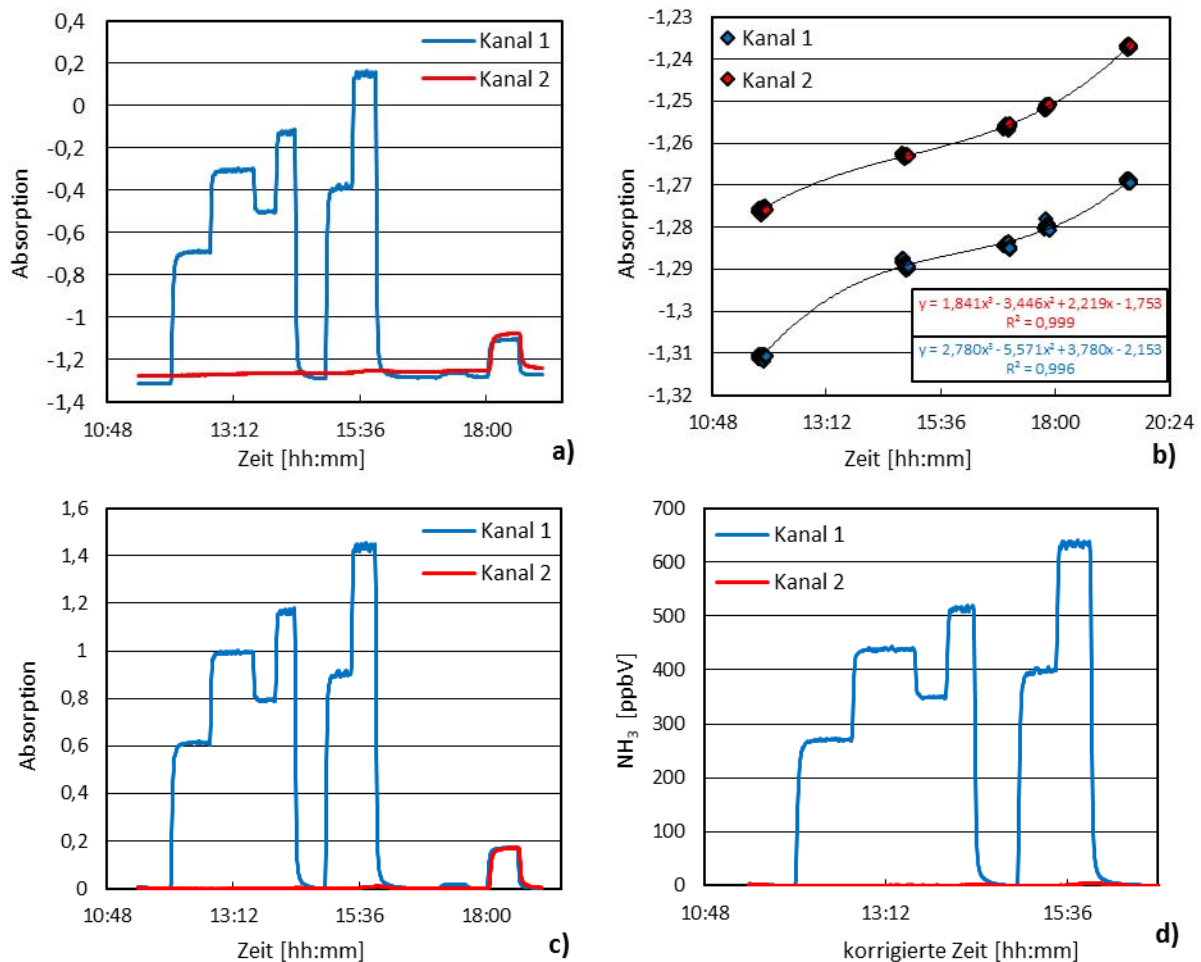 0,4
0,2
0
-0,2
-0,4
-0,6
-0,8
-1
-1,2
-1,4
Absorption
Kanal 1
Kanal 2
10:48
13:12
15:36
18:00
Zeit [hh:mm]
a)
-1,23
-1,24
-1,25
-1,26
-1,27
-1,28
-1,29
-1,3
-1,31
-1,32
Absorption
Kanal 1
Kanal 2
y = 1,841x³ - 3,446x² + 2,219x - 1,753
R² = 0,999
y = 2,780x³ - 5,571x² + 3,780x - 2,153
R² = 0,996
10:48
13:12
15:36
18:00
20:24
Zeit [hh:mm]
b)
1,6
1,4
1,2
1
0,8
0,6
0,4
0,2
0
Absorption
Kanal 1
Kanal 2
10:48
13:12
15:36
18:00
Zeit [hh:mm]
c)
700
600
500
400
300
200
100
0
NH₃ [ppbV]
Kanal 1
Kanal 2
10:48
13:12
15:36
korrigierte Zeit [hh:mm]
d)